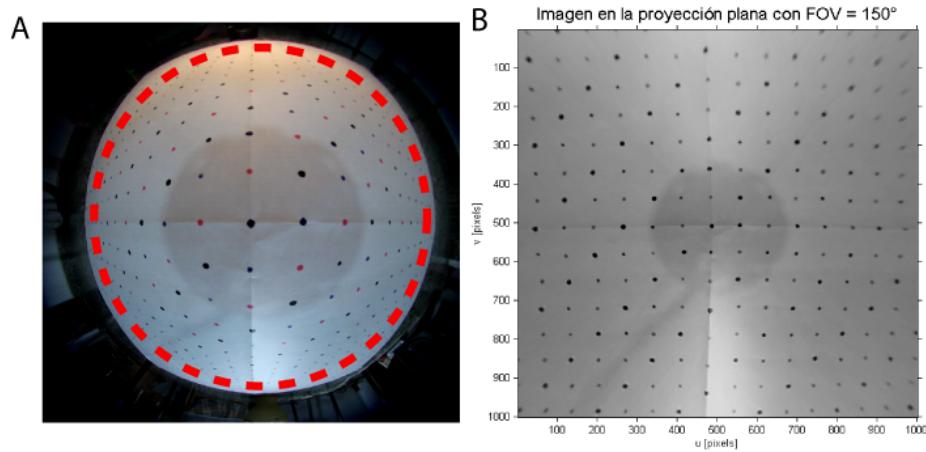 A
B
Imagen en la proyección plana con FOV = 150°
100
200
300
400
500
600
700
800
900
1000
v [pixels]
100 200 300 400 500 600 700 800 900 1000
u [pixels]